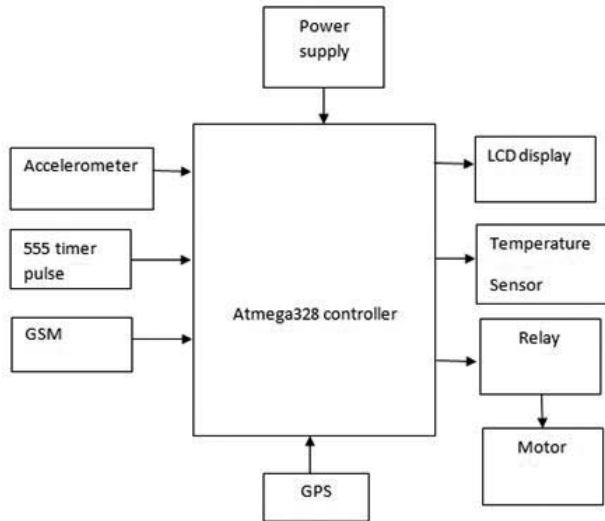 Power
supply
Accelerometer
LCD display
555 timer
pulse
Temperature
Sensor
Atmega328 controller
GSM
Relay
Motor
GPS